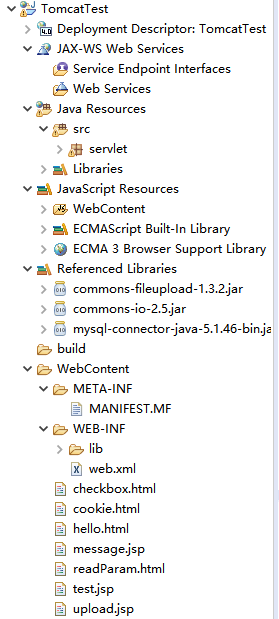 TomcatTest
Deployment Descriptor: TomcatTest
JAX-WS Web Services
Service Endpoint Interfaces
Web Services
Java Resources
src
servlet
Libraries
JavaScript Resources
WebContent
ECMAScript Built-In Library
ECMA 3 Browser Support Library
Referenced Libraries
commons-fileupload-1.3.2.jar
commons-io-2.5.jar
mysql-connector-java-5.1.46-bin.ja
build
WebContent
META-INF
MANIFEST.MF
WEB-INF
lib
web.xml
checkbox.html
cookie.html
hello.html
message.jsp
readParam.html
test.jsp
upload.jsp